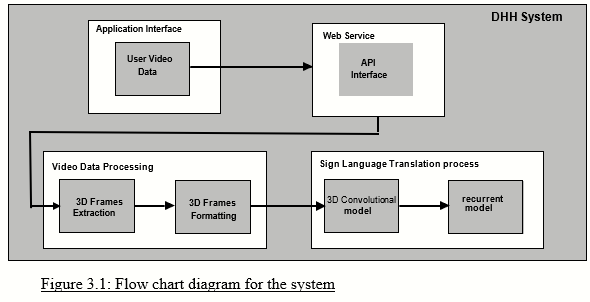 DHH System
Application Interface
User Video
Data
Web Service
API
Interface
Video Data Processing
3D Frames
Extraction
3D Frames
Formatting
Sign Language Translation process
3D Convolutional
model
recurrent
model
Figure 3.1: Flow chart diagram for the system